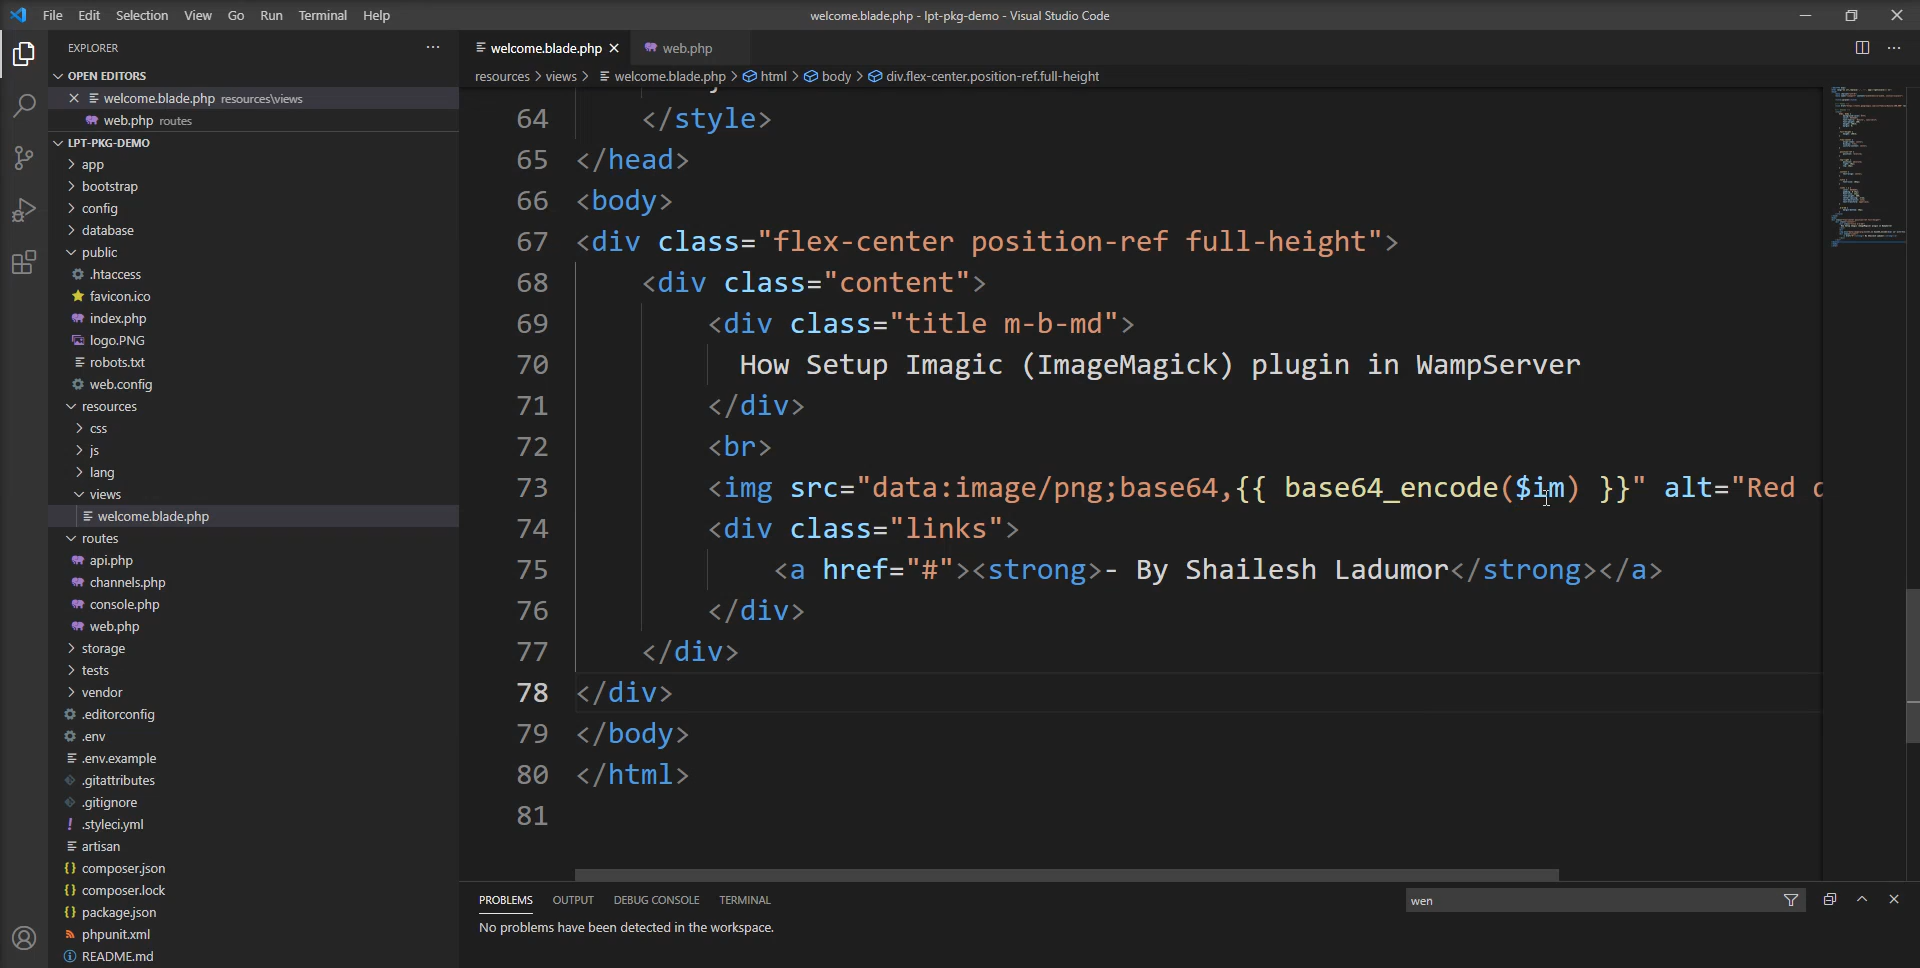 File Edit Selection View Go Run Terminal Help welcome.blade.php - lpt-pkg-demo - Visual Studio Code
EXPLORER
OPEN EDITORS
welcome.blade.php resources\views
web.php routes
LPT-PKG-DEMO
app
bootstrap
config
database
public
.htaccess
favicon.ico
index.php
logo.PNG
robots.txt
web.config
resources
css
js
lang
views
welcome.blade.php
routes
api.php
channels.php
console.php
web.php
storage
tests
vendor
.editorconfig
.env
.env.example
.gitattributes
.gitignore
.styleci.yml
artisan
composer.json
composer.lock
package.json
phpunit.xml
README.md
welcome.blade.php web.php
resources > views > welcome.blade.php > html > body > div.flex-center.position-ref.full-height
64 </style>
65 </head>
66 <body>
67 <div class="flex-center position-ref full-height">
68 <div class="content">
69 <div class="title m-b-md">
70 How Setup Imagic (ImageMagick) plugin in WampServer
71 </div>
72 <br>
73 <img src="data:image/png;base64,{{ base64_encode($im) }}" alt="Red
74 <div class="links">
75 <a href="#"><strong>- By Shailesh Ladumor</strong></a>
76 </div>
77 </div>
78 </div>
79 </body>
80 </html>
81
PROBLEMS OUTPUT DEBUG CONSOLE TERMINAL wen
No problems have been detected in the workspace.